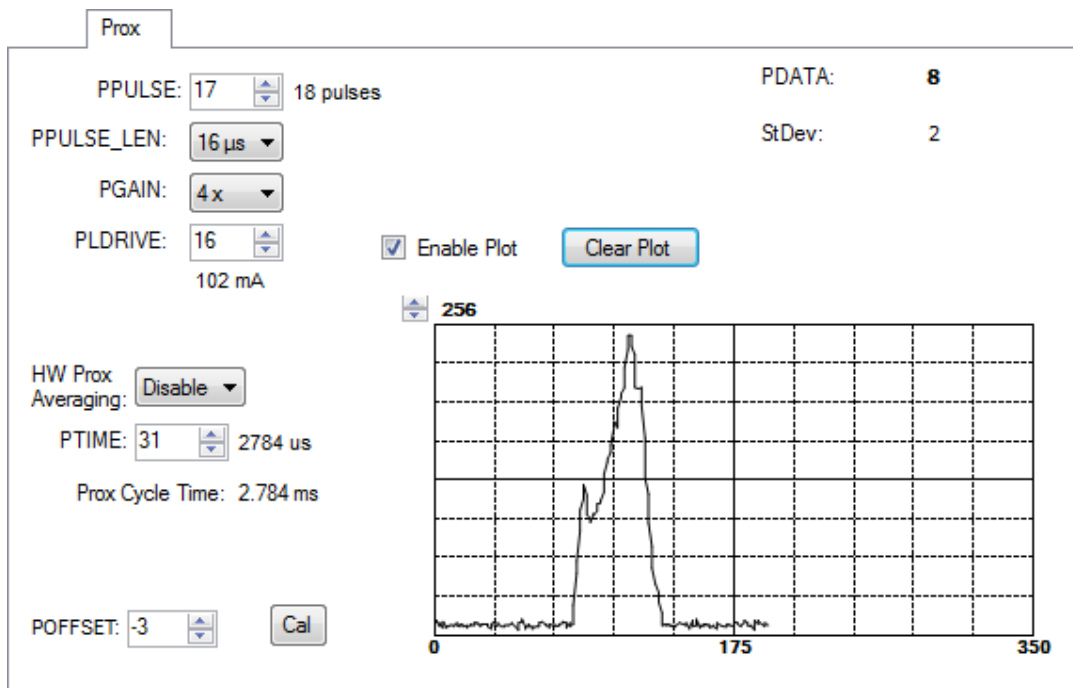 Prox
PPULSE: 17 18 pulses
PDATA: 8
PPULSE_LEN: 16 µs
StDev: 2
PGAIN: 4 x
PLDRIVE: 16
102 mA
Enable Plot Clear Plot
256
HW Prox
Averaging: Disable
PTIME: 31 2784 us
Prox Cycle Time: 2.784 ms
POFFSET: -3 Cal
0 175 350